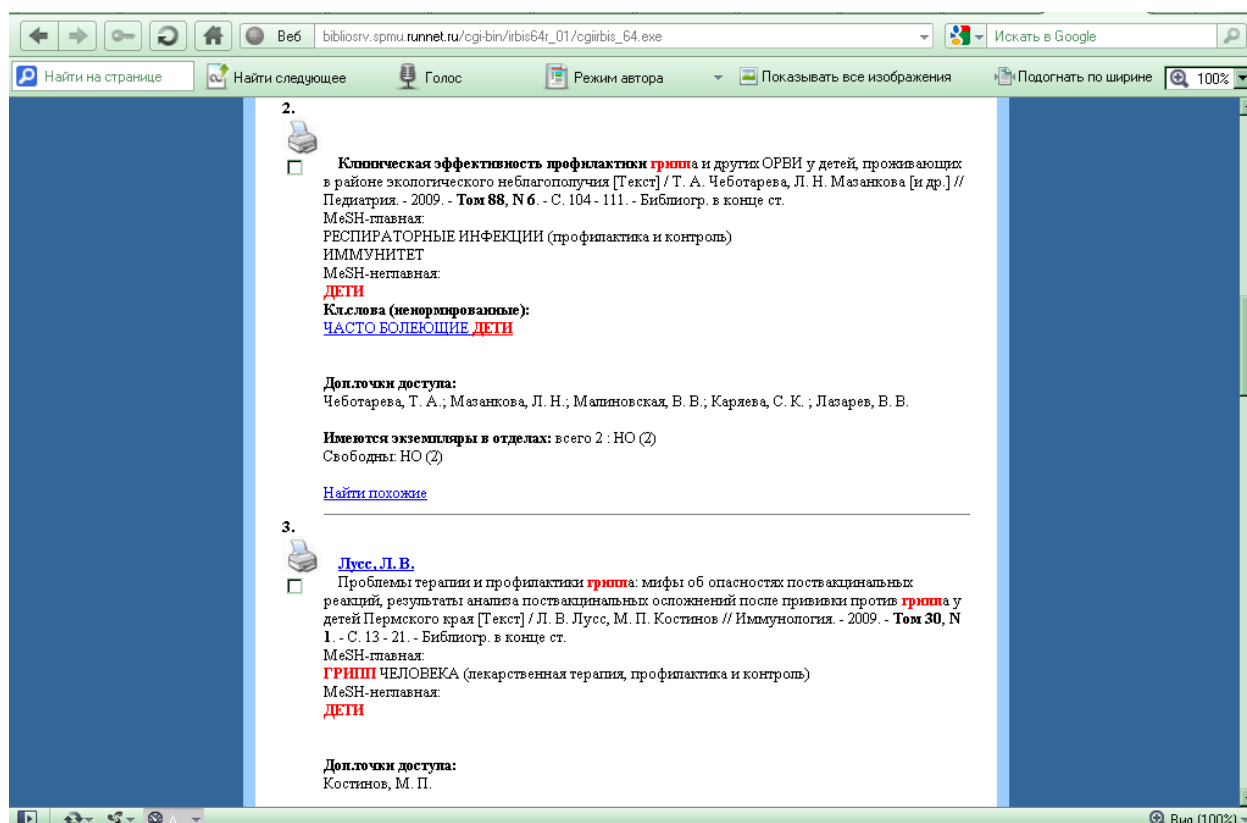 Веб bibliosrv.spmu.runnet.ru/cgi-bin/irbis64r_01/cgiirbis_64.exe Искать в Google
Найти на странице Найти следующее Голос Режим автора Показывать все изображения Подогнать по ширине 100%
2.
Клиническая эффективность профилактики гриппа и других ОРВИ у детей, проживающих
в районе экологического неблагополучия [Текст] / Т. А. Чеботарева, Л. Н. Мазанкова [и др.] //
Педиатрия. - 2009. - Том 88, N 6. - С. 104 - 111. - Библиогр. в конце ст.
MeSH-главная:
РЕСПИРАТОРНЫЕ ИНФЕКЦИИ (профилактика и контроль)
ИММУНИТЕТ
MeSH-неглавная:
ДЕТИ
Кл.слова (ненормированные):
ЧАСТО БОЛЕЮЩИЕ ДЕТИ
Доп.точки доступа:
Чеботарева, Т. А.; Мазанкова, Л. Н.; Малиновская, В. В.; Каряева, С. К. ; Лазарев, В. В.
Имеются экземпляры в отделах: всего 2 : НО (2)
Свободны: НО (2)
Найти похожие
3.
Лусс, Л. В.
Проблемы терапии и профилактики гриппа: мифы об опасностях поствакцинальных
реакций, результаты анализа поствакцинальных осложнений после прививки против гриппа у
детей Пермского края [Текст] / Л. В. Лусс, М. П. Костинов // Иммунология. - 2009. - Том 30, N
1. - С. 13 - 21. - Библиогр. в конце ст.
MeSH-главная:
ГРИПП ЧЕЛОВЕКА (лекарственная терапия, профилактика и контроль)
MeSH-неглавная:
ДЕТИ
Доп.точки доступа:
Костинов, М. П.
Вид (100%)